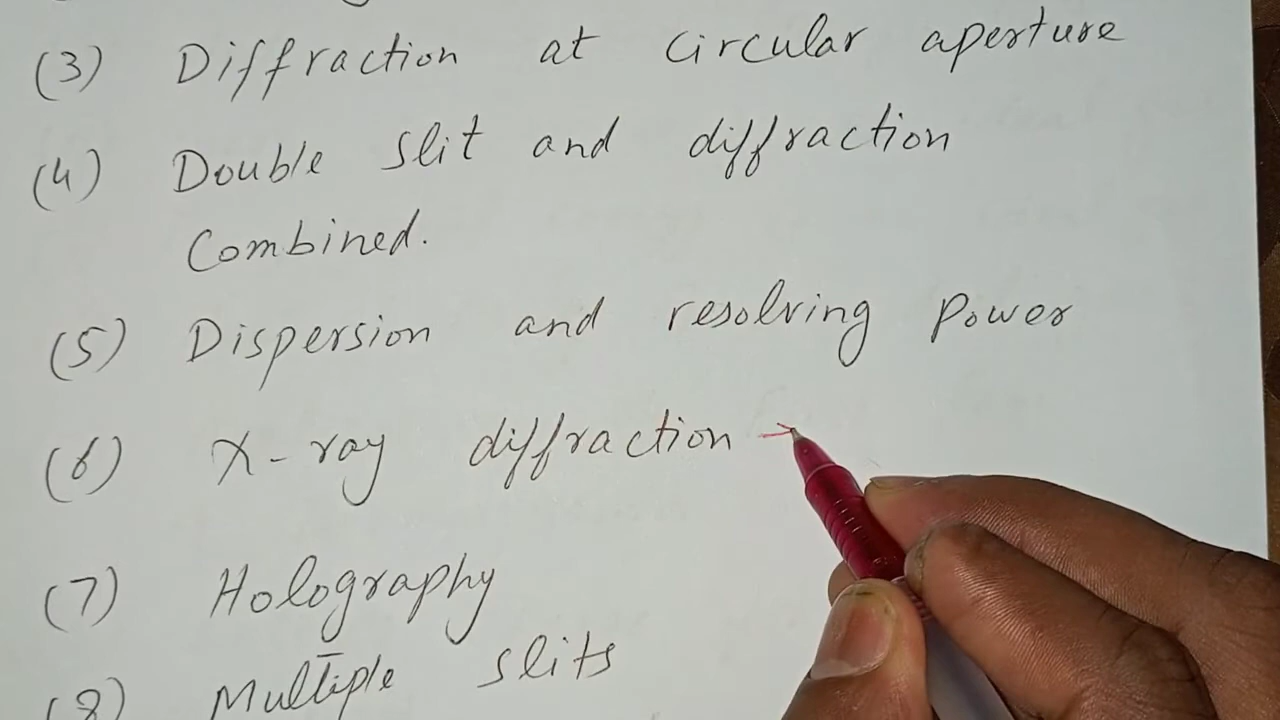 (3) Diffraction at circular aperture
(4) Double slit and diffraction
Combined.
(5) Dispersion and resolving power
(6) X-ray diffraction →
(7) Holography
(8) Multiple slits